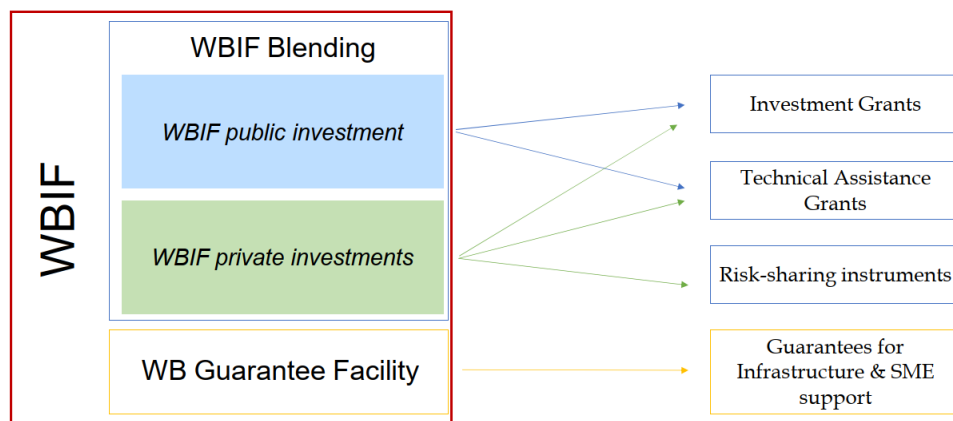 WBIF
WBIF Blending
WBIF public investment
WBIF private investments
WB Guarantee Facility
Investment Grants
Technical Assistance
Grants
Risk-sharing instruments
Guarantees for
Infrastructure & SME
support